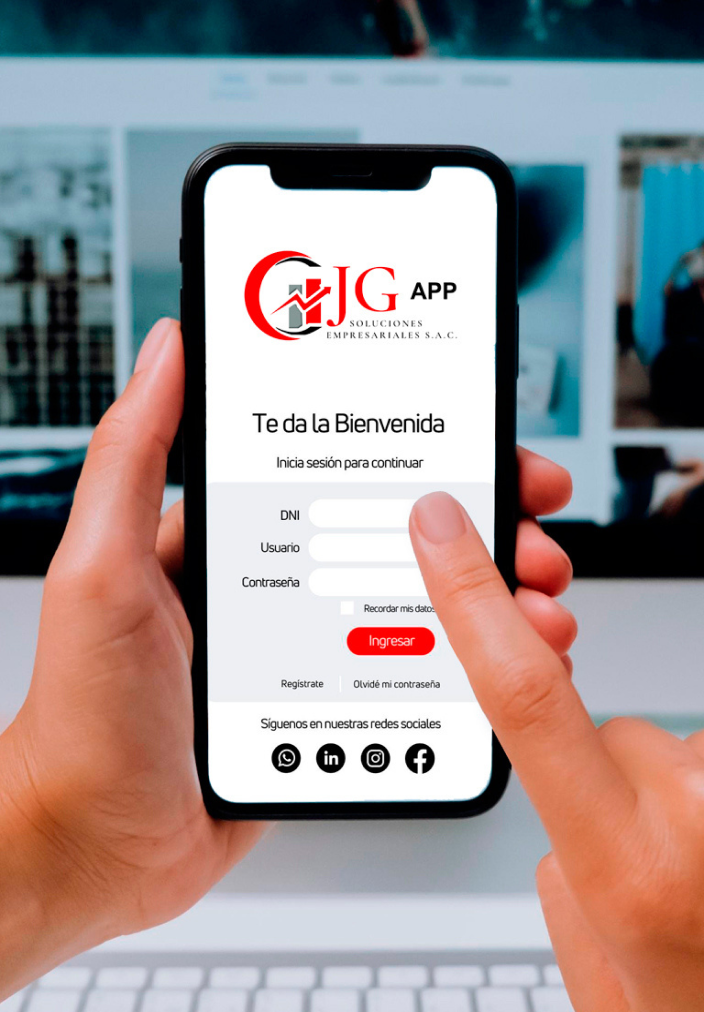 JG APP
SOLUCIONES
EMPRESARIALES S.A.C.
Te da la Bienvenida
Inicia sesión para continuar
DNI
Usuario
Contraseña
Recordar mis datos
Ingresar
Regístrate
Olvidé mi contraseña
Síguenos en nuestras redes sociales
in